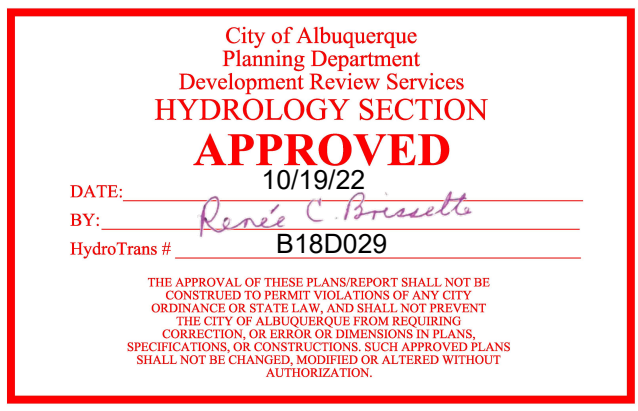 City of Albuquerque
Planning Department
Development Review Services
HYDROLOGY SECTION
APPROVED
DATE: 10/19/22
BY: Renée C. Brissette
HydroTrans # B18D029
THE APPROVAL OF THESE PLANS/REPORT SHALL NOT BE
CONSTRUED TO PERMIT VIOLATIONS OF ANY CITY
ORDINANCE OR STATE LAW, AND SHALL NOT PREVENT
THE CITY OF ALBUQUERQUE FROM REQUIRING
CORRECTION, OR ERROR OR DIMENSIONS IN PLANS,
SPECIFICATIONS, OR CONSTRUCTIONS. SUCH APPROVED PLANS
SHALL NOT BE CHANGED, MODIFIED OR ALTERED WITHOUT
AUTHORIZATION.